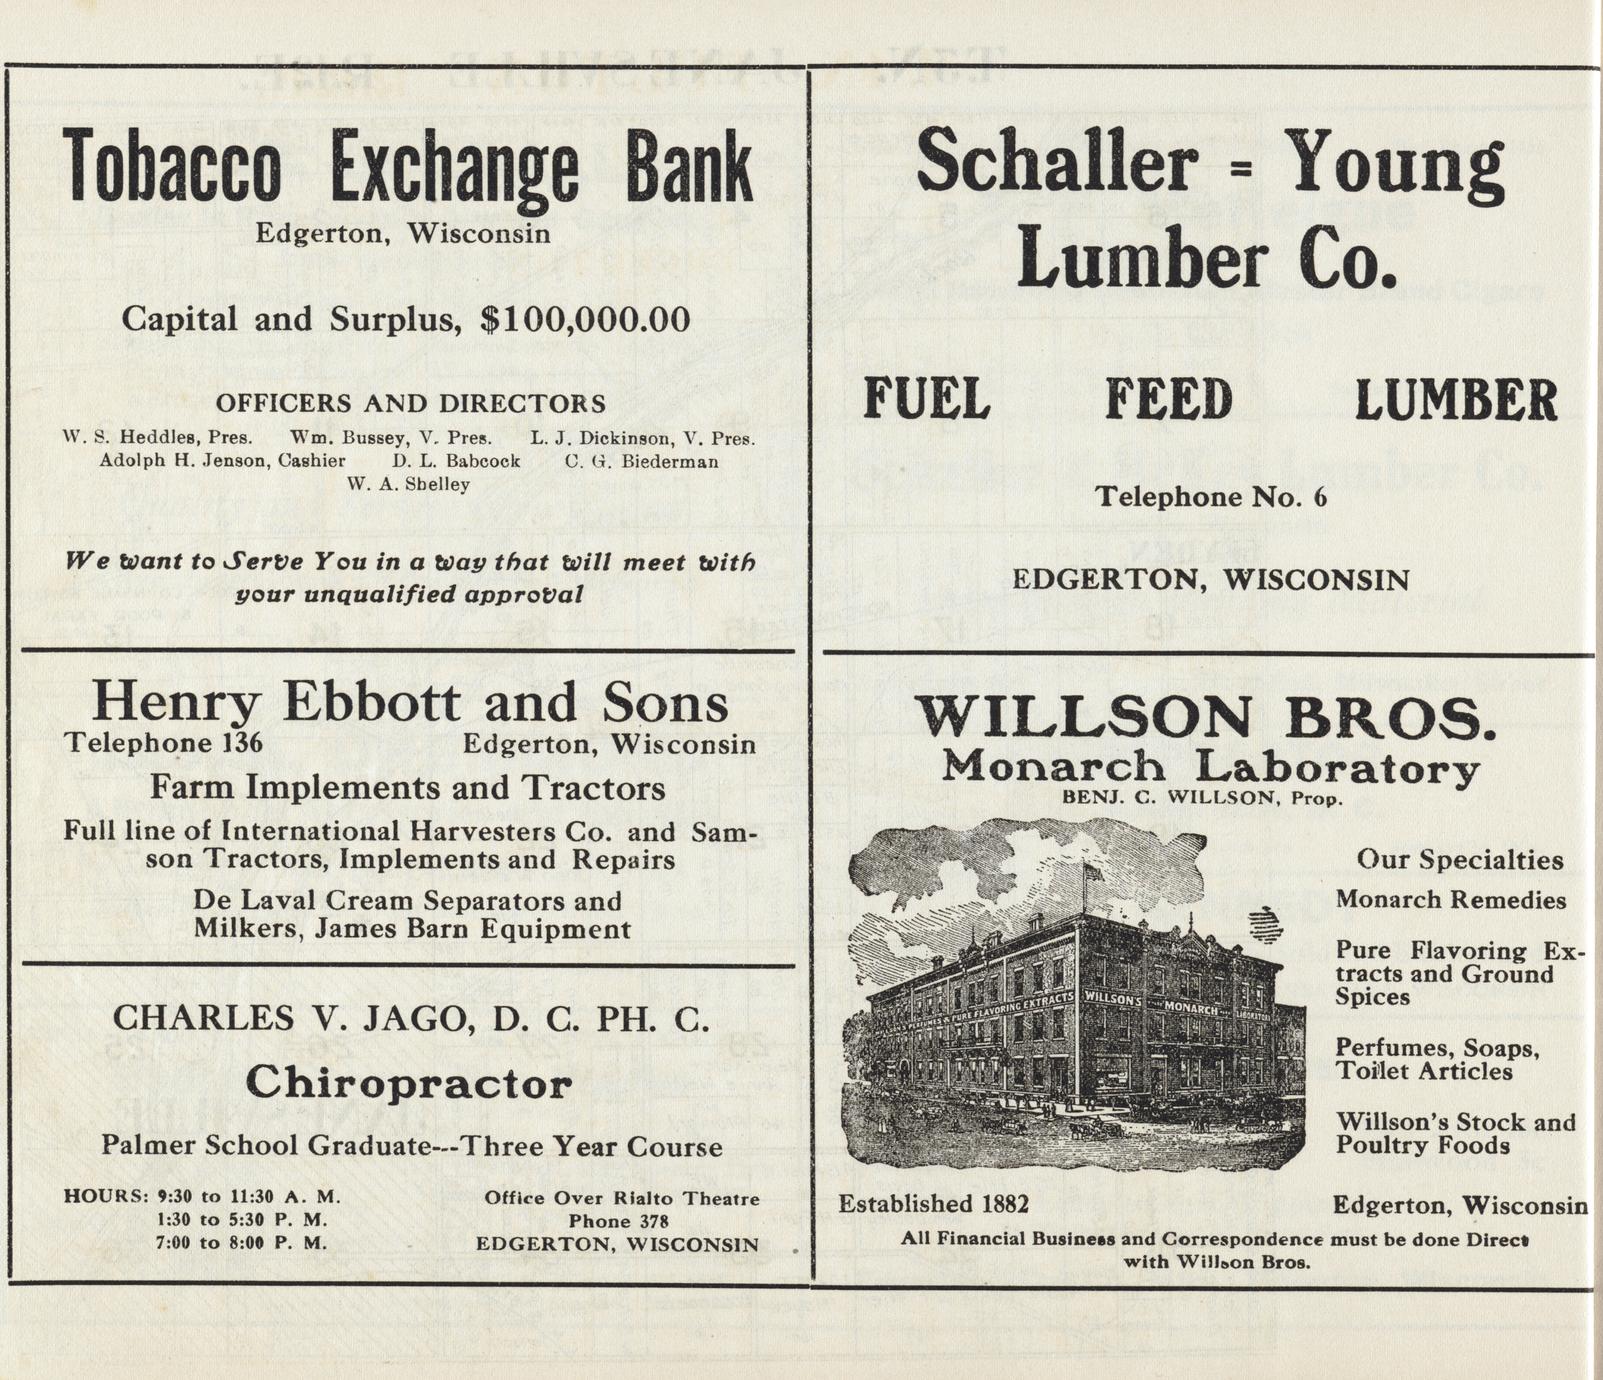 Tobacco Exchange Bank
Edgerton, Wisconsin
Capital and Surplus, $100,000.00
OFFICERS AND DIRECTORS
W. S. Heddles, Pres. Wm. Bussey, V. Pres. L. J. Dickinson, V. Pres.
Adolph H. Jenson, Cashier D. L. Babcock C. G. Biederman
W. A. Shelley
We want to Serve You in a way that will meet with
your unqualified approval
Henry Ebbott and Sons
Telephone 136 Edgerton, Wisconsin
Farm Implements and Tractors
Full line of International Harvesters Co. and Sam-
son Tractors, Implements and Repairs
De Laval Cream Separators and
Milkers, James Barn Equipment
CHARLES V. JAGO, D. C. PH. C.
Chiropractor
Palmer School Graduate---Three Year Course
HOURS: 9:30 to 11:30 A. M.
1:30 to 5:30 P. M.
7:00 to 8:00 P. M.
Office Over Rialto Theatre
Phone 378
EDGERTON, WISCONSIN
Schaller = Young
Lumber Co.
FUEL FEED LUMBER
Telephone No. 6
EDGERTON, WISCONSIN
WILLSON BROS.
Monarch Laboratory
BENJ. C. WILLSON, Prop.
PERFUMES & PURE FLAVORING EXTRACTS WILLSON'S MONARCH LABORATORY
Our Specialties
Monarch Remedies
Pure Flavoring Ex-
tracts and Ground
Spices
Perfumes, Soaps,
Toilet Articles
Willson's Stock and
Poultry Foods
Established 1882 Edgerton, Wisconsin
All Financial Business and Correspondence must be done Direct
with Willson Bros.